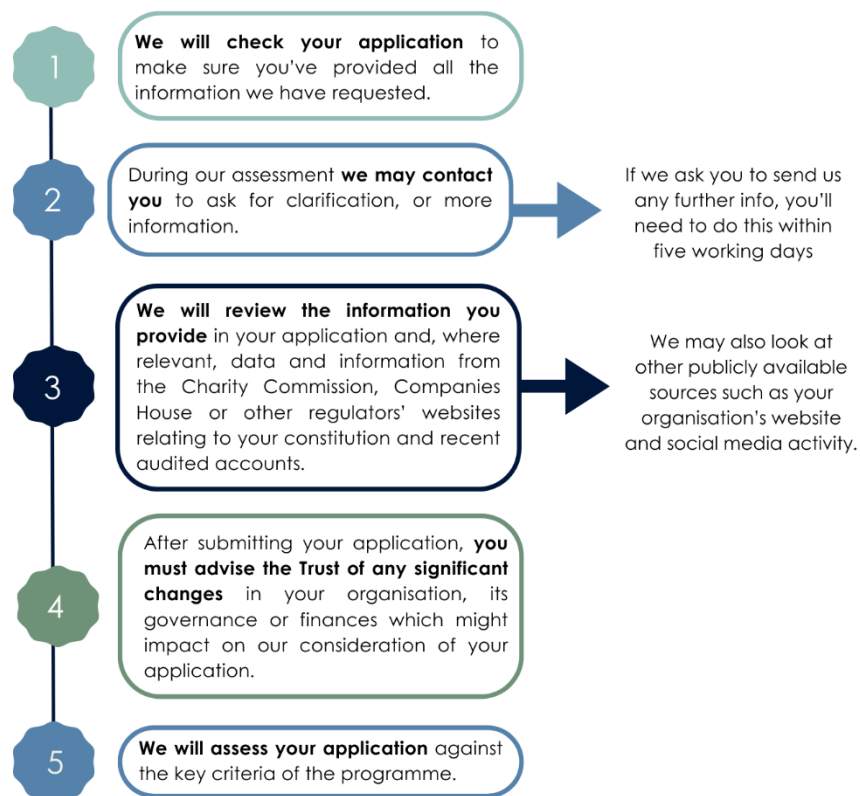 1
We will check your application to
make sure you've provided all the
information we have requested.
2
During our assessment we may contact
you to ask for clarification, or more
information.
If we ask you to send us
any further info, you'll
need to do this within
five working days
3
We will review the information you
provide in your application and, where
relevant, data and information from
the Charity Commission, Companies
House or other regulators' websites
relating to your constitution and recent
audited accounts.
We may also look at
other publicly available
sources such as your
organisation's website
and social media activity.
4
After submitting your application, you
must advise the Trust of any significant
changes in your organisation, its
governance or finances which might
impact on our consideration of your
application.
5
We will assess your application against
the key criteria of the programme.